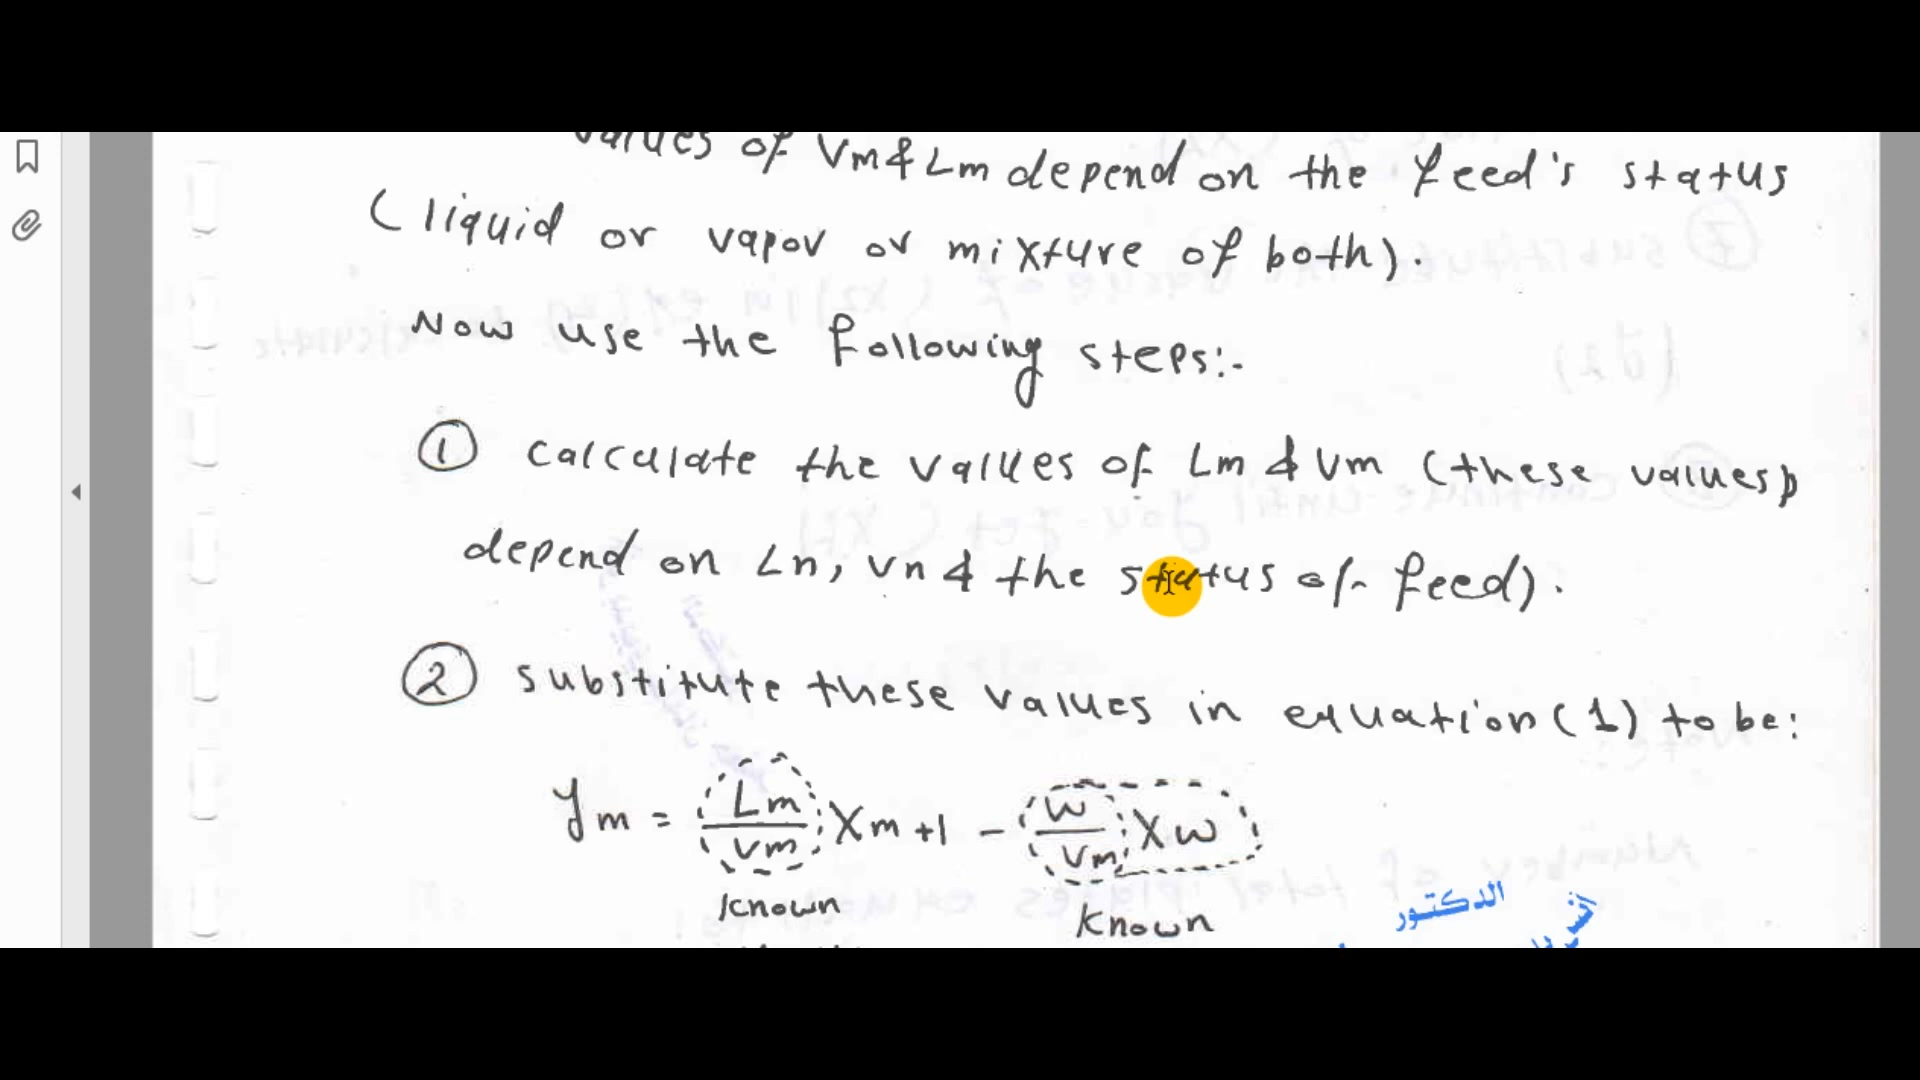 values of Vm & Lm depend on the feed's status
(liquid or vapor or mixture of both).
Now use the following steps:-
① calculate the values of Lm & Vm (these values)
depend on Ln, Vn & the status of feed).
② substitute these values in equation (1) to be:
ym = Lm/Vm Xm+1 - W/Vm Xw
Known Known
الدكتور